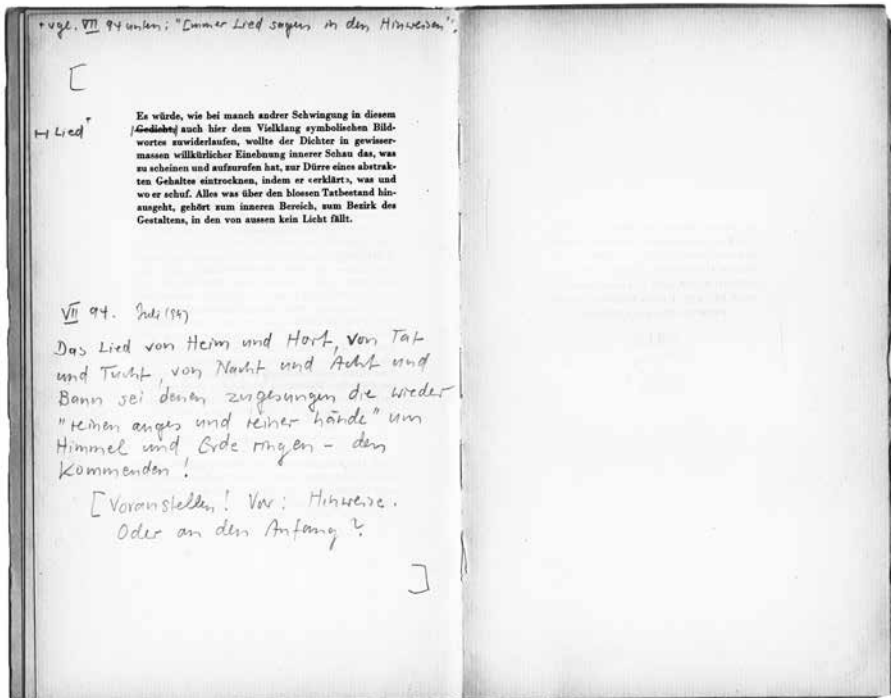 + vgl. VII 94 unten: "Immer Lied sagen in den Hinweisen".
[
Es würde, wie bei manch andrer Schwingung in diesem
⊢ Lied⁺ |Gedicht,| auch hier dem Vielklang symbolischen Bild-
wortes zuwiderlaufen, wollte der Dichter in gewisser-
massen willkürlicher Einebnung innerer Schau das, was
zu scheinen und aufzurufen hat, zur Dürre eines abstrak-
ten Gehaltes eintrocknen, indem er «erklärt», was und
wo er schuf. Alles was über den blossen Tatbestand hin-
ausgeht, gehört zum inneren Bereich, zum Bezirk des
Gestaltens, in den von aussen kein Licht fällt.
VII 94. Juli 1947
Das Lied von Heim und Hort, von Tat
und Tucht, von Nacht und Acht und
Bann sei denen zugesungen die wieder
"reinen auges und reiner hände" um
Himmel und Erde ringen – den
Kommenden!
[Voranstellen! Vor: Hinweise.
Oder an den Anfang?
]